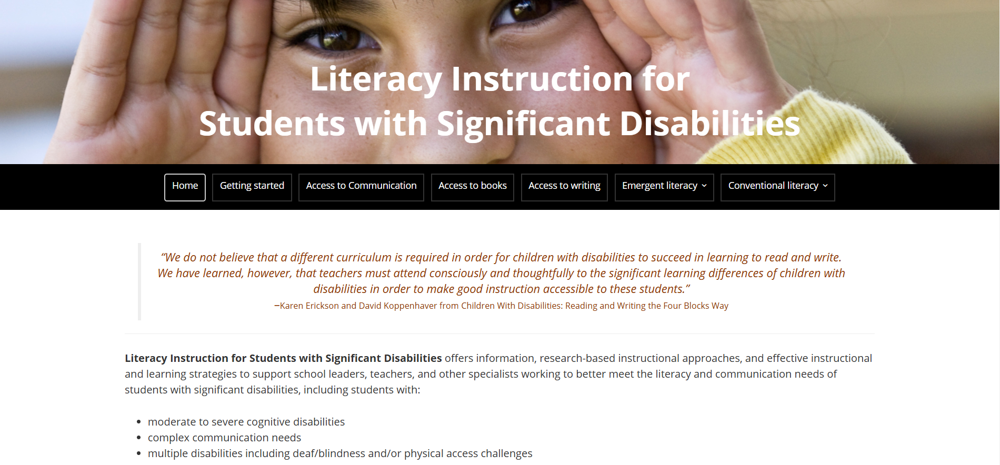 Literacy Instruction for
Students with Significant Disabilities
Home
Getting started
Access to Communication
Access to books
Access to writing
Emergent literacy
Conventional literacy
“We do not believe that a different curriculum is required in order for children with disabilities to succeed in learning to read and write.
We have learned, however, that teachers must attend consciously and thoughtfully to the significant learning differences of children with
disabilities in order to make good instruction accessible to these students.”
–Karen Erickson and David Koppenhaver from Children With Disabilities: Reading and Writing the Four Blocks Way
Literacy Instruction for Students with Significant Disabilities offers information, research-based instructional approaches, and effective instructional
and learning strategies to support school leaders, teachers, and other specialists working to better meet the literacy and communication needs of
students with significant disabilities, including students with:
• moderate to severe cognitive disabilities
• complex communication needs
• multiple disabilities including deaf/blindness and/or physical access challenges